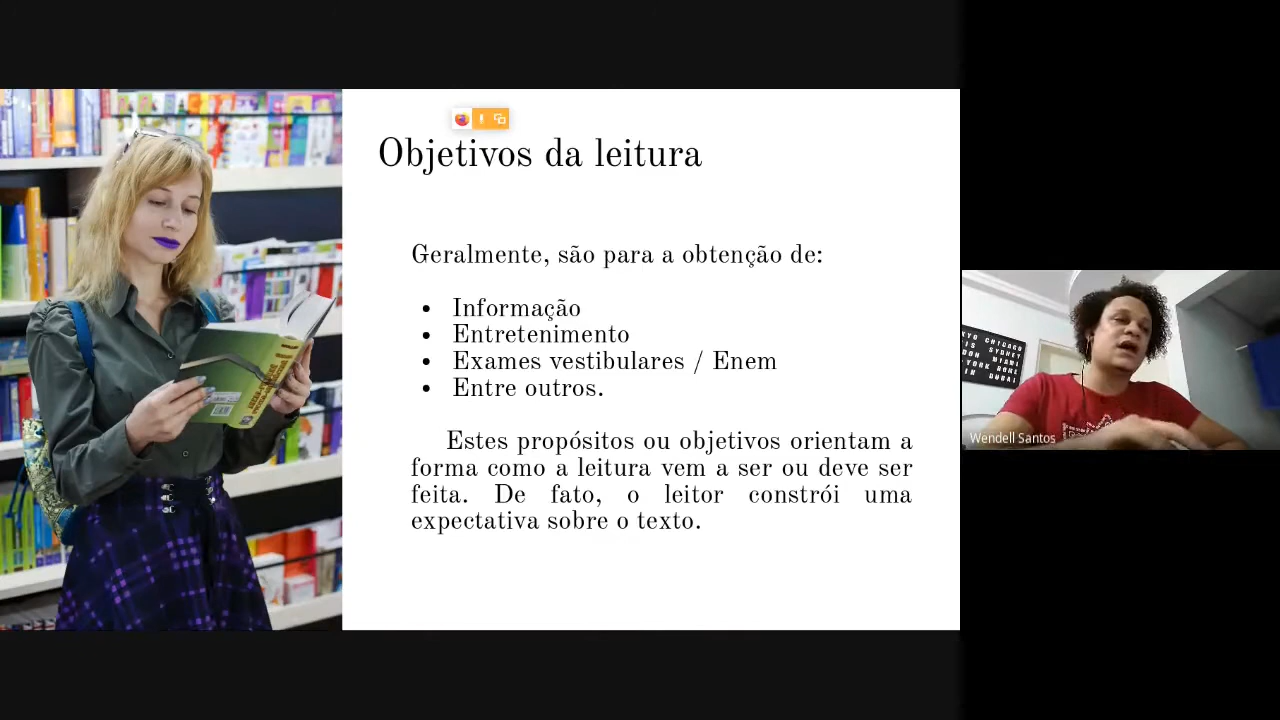 Objetivos da leitura
Geralmente, são para a obtenção de:
• Informação
• Entretenimento
• Exames vestibulares / Enem
• Entre outros.
Estes propósitos ou objetivos orientam a
forma como a leitura vem a ser ou deve ser
feita. De fato, o leitor constrói uma
expectativa sobre o texto.
Wendell Santos